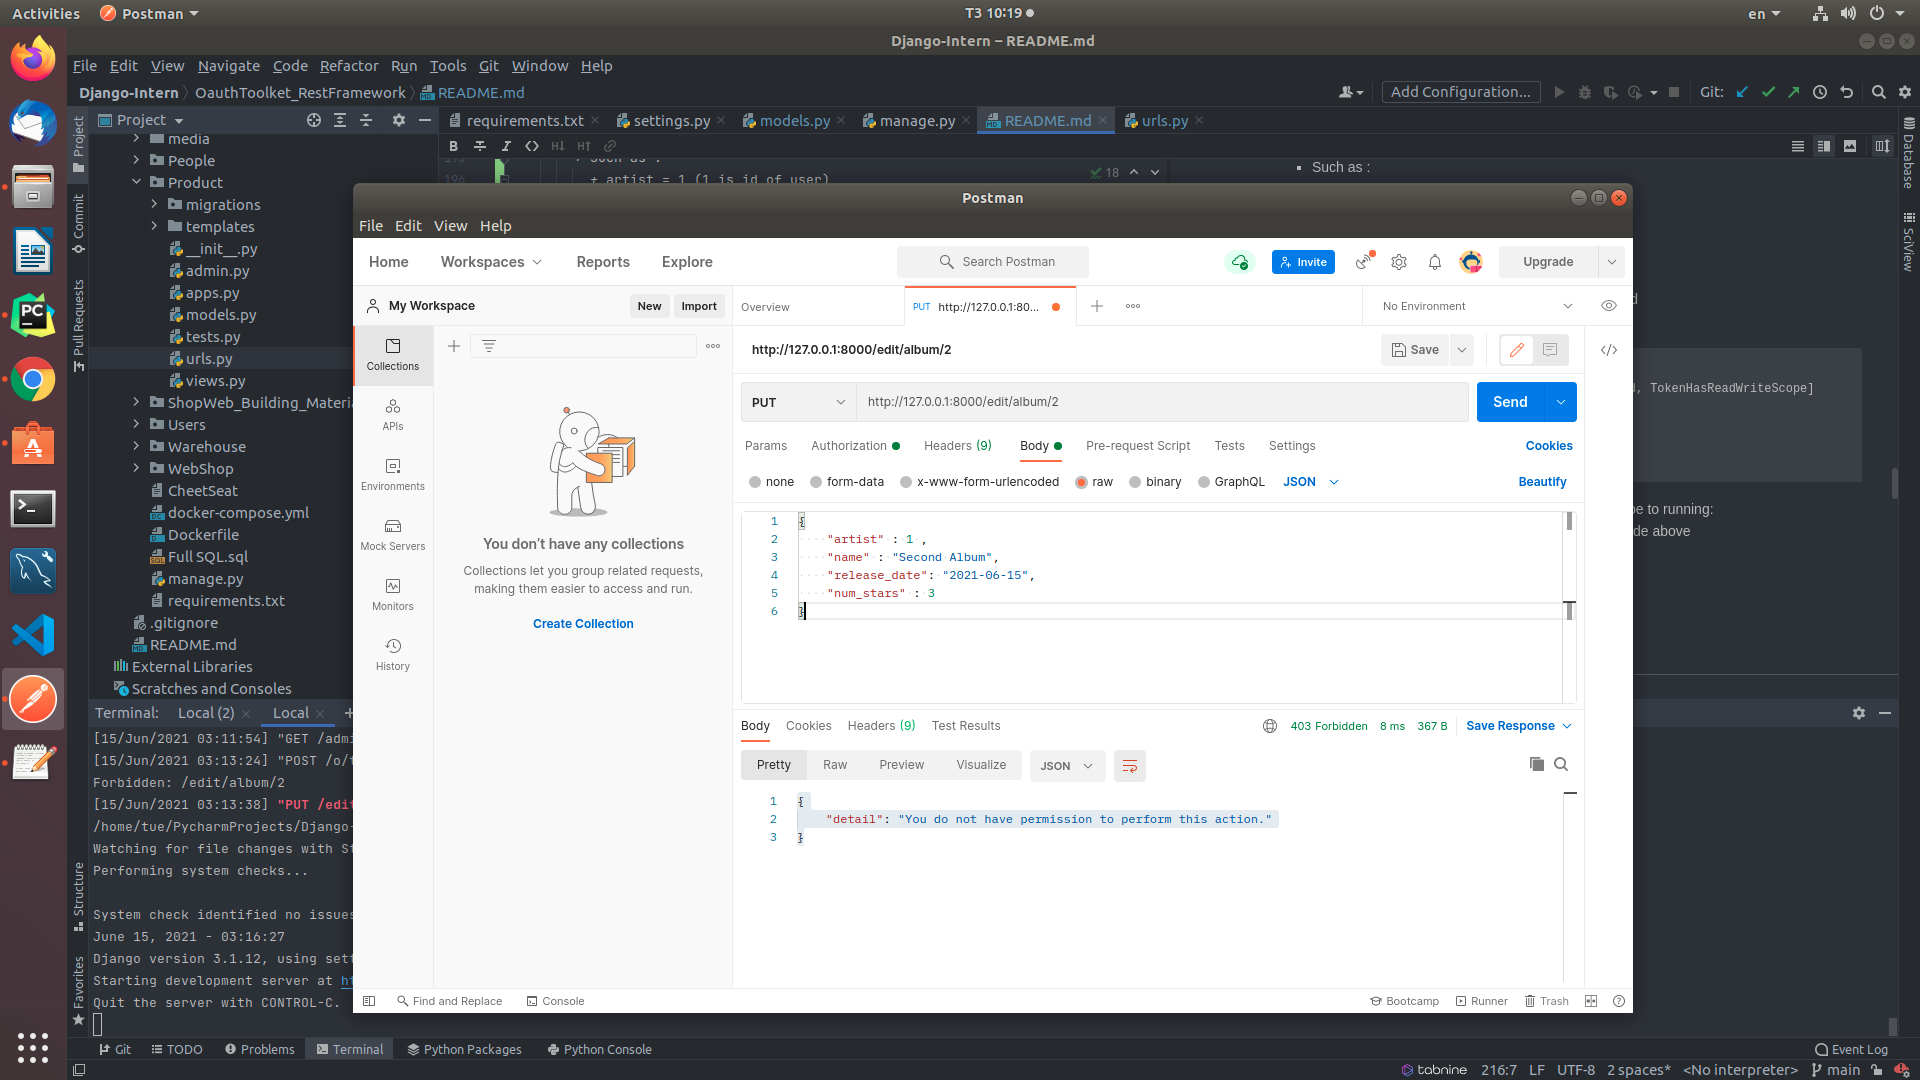 Activities
Postman
T3 10:19
en
Django-Intern – README.md
File Edit View Navigate Code Refactor Run Tools Git Window Help
Django-Intern OauthToolket_RestFramework README.md
Add Configuration...
Git:
Project
requirements.txt
settings.py
models.py
manage.py
README.md
urls.py
media
People
Product
migrations
templates
__init__.py
admin.py
apps.py
models.py
tests.py
urls.py
views.py
ShopWeb_Building_Materia
Users
Warehouse
WebShop
CheetSeat
docker-compose.yml
Dockerfile
Full SQL.sql
manage.py
requirements.txt
.gitignore
README.md
External Libraries
Scratches and Consoles
Project
Commit
Pull Requests
Structure
Favorites
Database
SciView
196
+ artist = 1 (1 is id of user)
18
Such as :
d, TokenHasReadWriteScope]
be to running:
de above
Postman
File Edit View Help
Home
Workspaces
Reports
Explore
Search Postman
Invite
Upgrade
My Workspace
New
Import
Overview
PUT http://127.0.0.1:80...
No Environment
Collections
APIs
Environments
Mock Servers
Monitors
History
You don't have any collections
Collections let you group related requests,
making them easier to access and run.
Create Collection
http://127.0.0.1:8000/edit/album/2
Save
PUT
http://127.0.0.1:8000/edit/album/2
Send
Params
Authorization
Headers (9)
Body
Pre-request Script
Tests
Settings
Cookies
none
form-data
x-www-form-urlencoded
raw
binary
GraphQL
JSON
Beautify
1 {
2 "artist" : 1 ,
3 "name" : "Second Album",
4 "release_date": "2021-06-15",
5 "num_stars" : 3
6 }
Body
Cookies
Headers (9)
Test Results
403 Forbidden
8 ms
367 B
Save Response
Pretty
Raw
Preview
Visualize
JSON
1 {
2 "detail": "You do not have permission to perform this action."
3 }
Find and Replace
Console
Bootcamp
Runner
Trash
Terminal:
Local (2)
Local
[15/Jun/2021 03:11:54] "GET /admi
[15/Jun/2021 03:13:24] "POST /o/t
Forbidden: /edit/album/2
[15/Jun/2021 03:13:38] "PUT /edit
/home/tue/PycharmProjects/Django-
Watching for file changes with St
Performing system checks...
System check identified no issues
June 15, 2021 - 03:16:27
Django version 3.1.12, using sett
Starting development server at ht
Quit the server with CONTROL-C.
Git
TODO
Problems
Terminal
Python Packages
Python Console
Event Log
tabnine
216:7
LF
UTF-8
2 spaces*
<No interpreter>
main